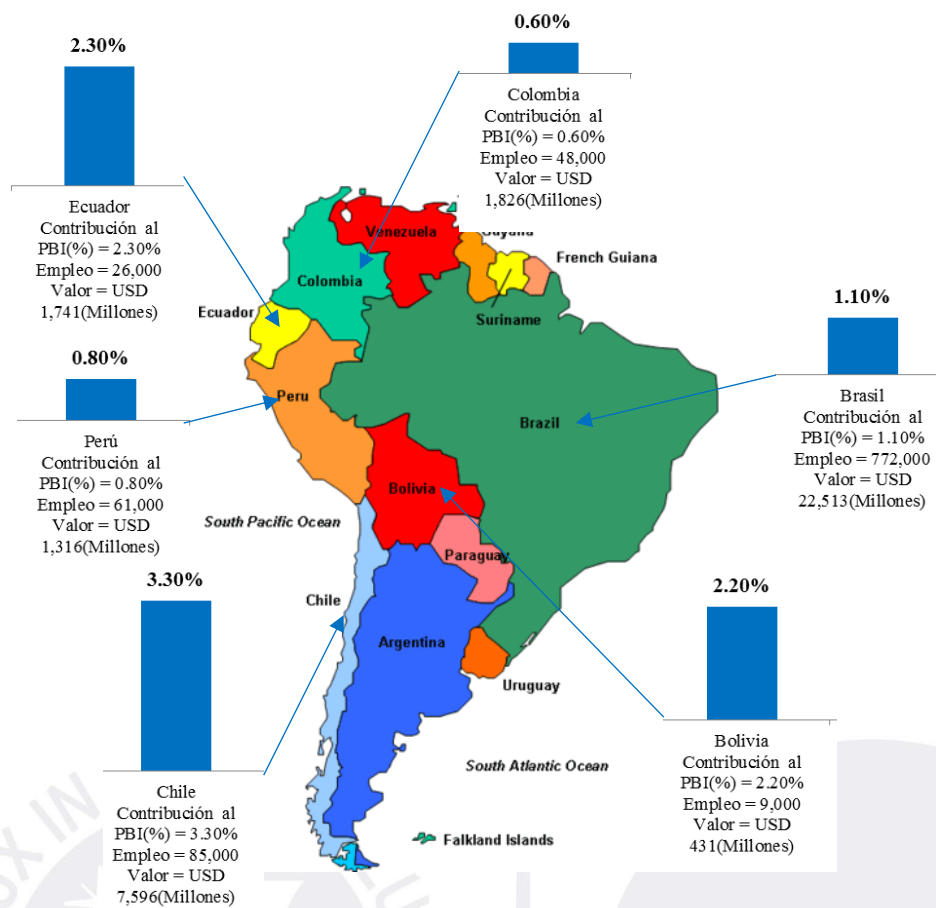 2.30%
Ecuador
Contribución al
PBI(%) = 2.30%
Empleo = 26,000
Valor = USD
1,741(Millones)
0.60%
Colombia
Contribución al
PBI(%) = 0.60%
Empleo = 48,000
Valor = USD
1,826(Millones)
0.80%
Perú
Contribución al
PBI(%) = 0.80%
Empleo = 61,000
Valor = USD
1,316(Millones)
1.10%
Brasil
Contribución al
PBI(%) = 1.10%
Empleo = 772,000
Valor = USD
22,513(Millones)
3.30%
Chile
Contribución al
PBI(%) = 3.30%
Empleo = 85,000
Valor = USD
7,596(Millones)
2.20%
Bolivia
Contribución al
PBI(%) = 2.20%
Empleo = 9,000
Valor = USD
431(Millones)
Venezuela
Guyana
French Guiana
Suriname
Colombia
Ecuador
Peru
Brazil
Bolivia
South Pacific Ocean
Paraguay
Chile
Argentina
Uruguay
South Atlantic Ocean
Falkland Islands